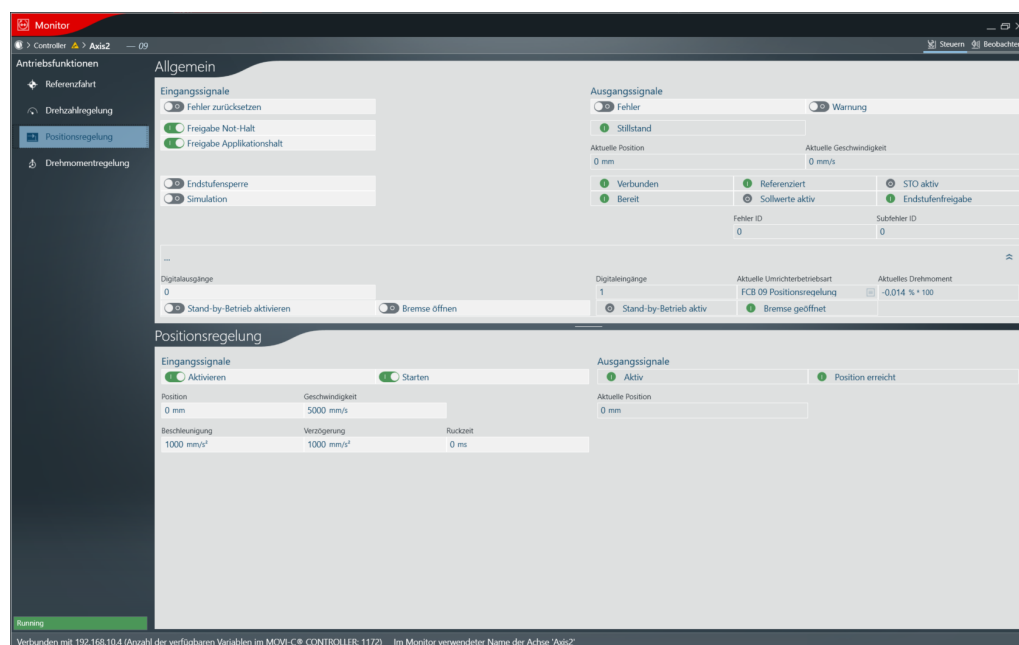 Monitor
Controller > Axis2 — 09
Steuern Beobachten
Antriebsfunktionen
Referenzfahrt
Drehzahlregelung
Positionsregelung
Drehmomentregelung
Allgemein
Eingangssignale
Fehler zurücksetzen
Freigabe Not-Halt
Freigabe Applikationshalt
Endstufensperre
Simulation
Ausgangssignale
Fehler Warnung
Stillstand
Aktuelle Position Aktuelle Geschwindigkeit
0 mm 0 mm/s
Verbunden Referenziert STO aktiv
Bereit Sollwerte aktiv Endstufenfreigabe
Fehler ID Subfehler ID
0 0
...
Digitalausgänge
0
Stand-by-Betrieb aktivieren Bremse öffnen
Digitaleingänge Aktuelle Umrichterbetriebsart Aktuelles Drehmoment
1 FCB 09 Positionsregelung -0.014 % * 100
Stand-by-Betrieb aktiv Bremse geöffnet
Positionsregelung
Eingangssignale
Aktivieren Starten
Position Geschwindigkeit
0 mm 5000 mm/s
Beschleunigung Verzögerung Ruckzeit
1000 mm/s² 1000 mm/s² 0 ms
Ausgangssignale
Aktiv Position erreicht
Aktuelle Position
0 mm
Running
Verbunden mit 192.168.10.4 (Anzahl der verfügbaren Variablen im MOVI-C® CONTROLLER: 1172) Im Monitor verwendeter Name der Achse 'Axis2'